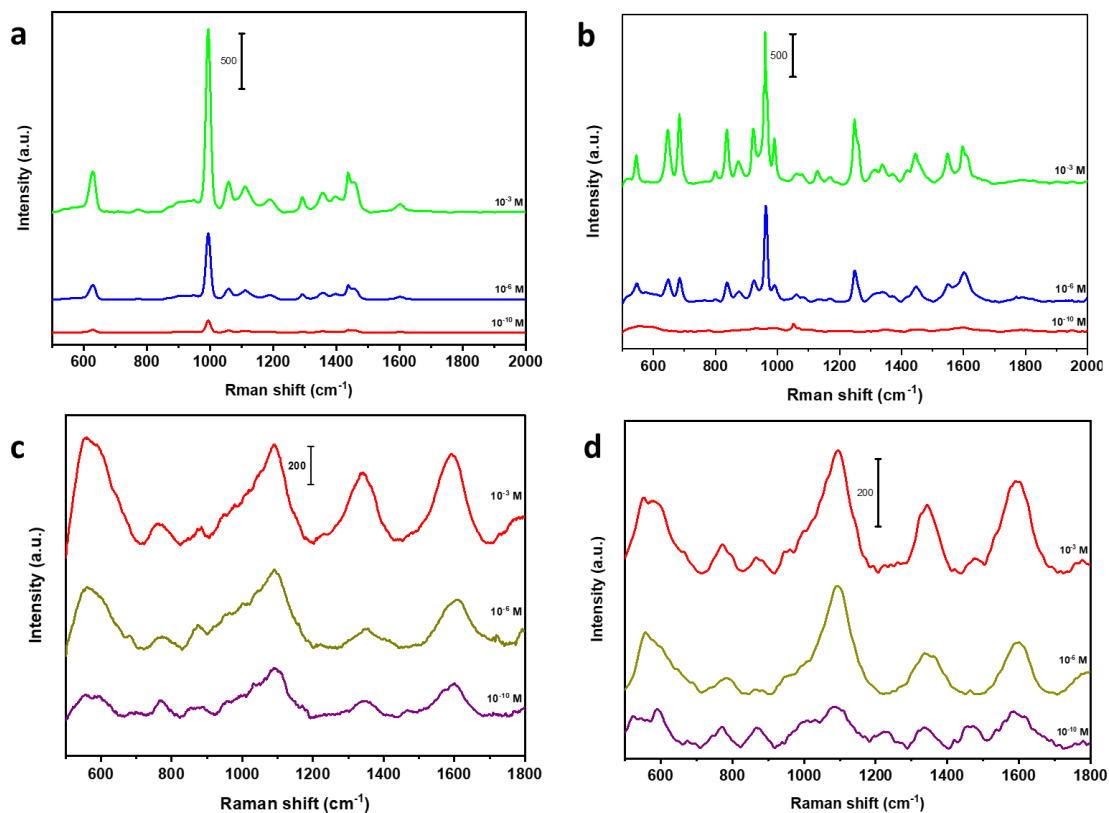 a
500
10⁻³ M
10⁻⁶ M
10⁻¹⁰ M
Intensity (a.u.)
600 800 1000 1200 1400 1600 1800 2000
Rman shift (cm⁻¹)
b
500
10⁻³ M
10⁻⁶ M
10⁻¹⁰ M
Intensity (a.u.)
600 800 1000 1200 1400 1600 1800 2000
Rman shift (cm⁻¹)
c
200
10⁻³ M
10⁻⁶ M
10⁻¹⁰ M
Intensity (a.u.)
600 800 1000 1200 1400 1600 1800
Raman shift (cm⁻¹)
d
200
10⁻³ M
10⁻⁶ M
10⁻¹⁰ M
Intensity (a.u.)
600 800 1000 1200 1400 1600 1800
Raman shift (cm⁻¹)